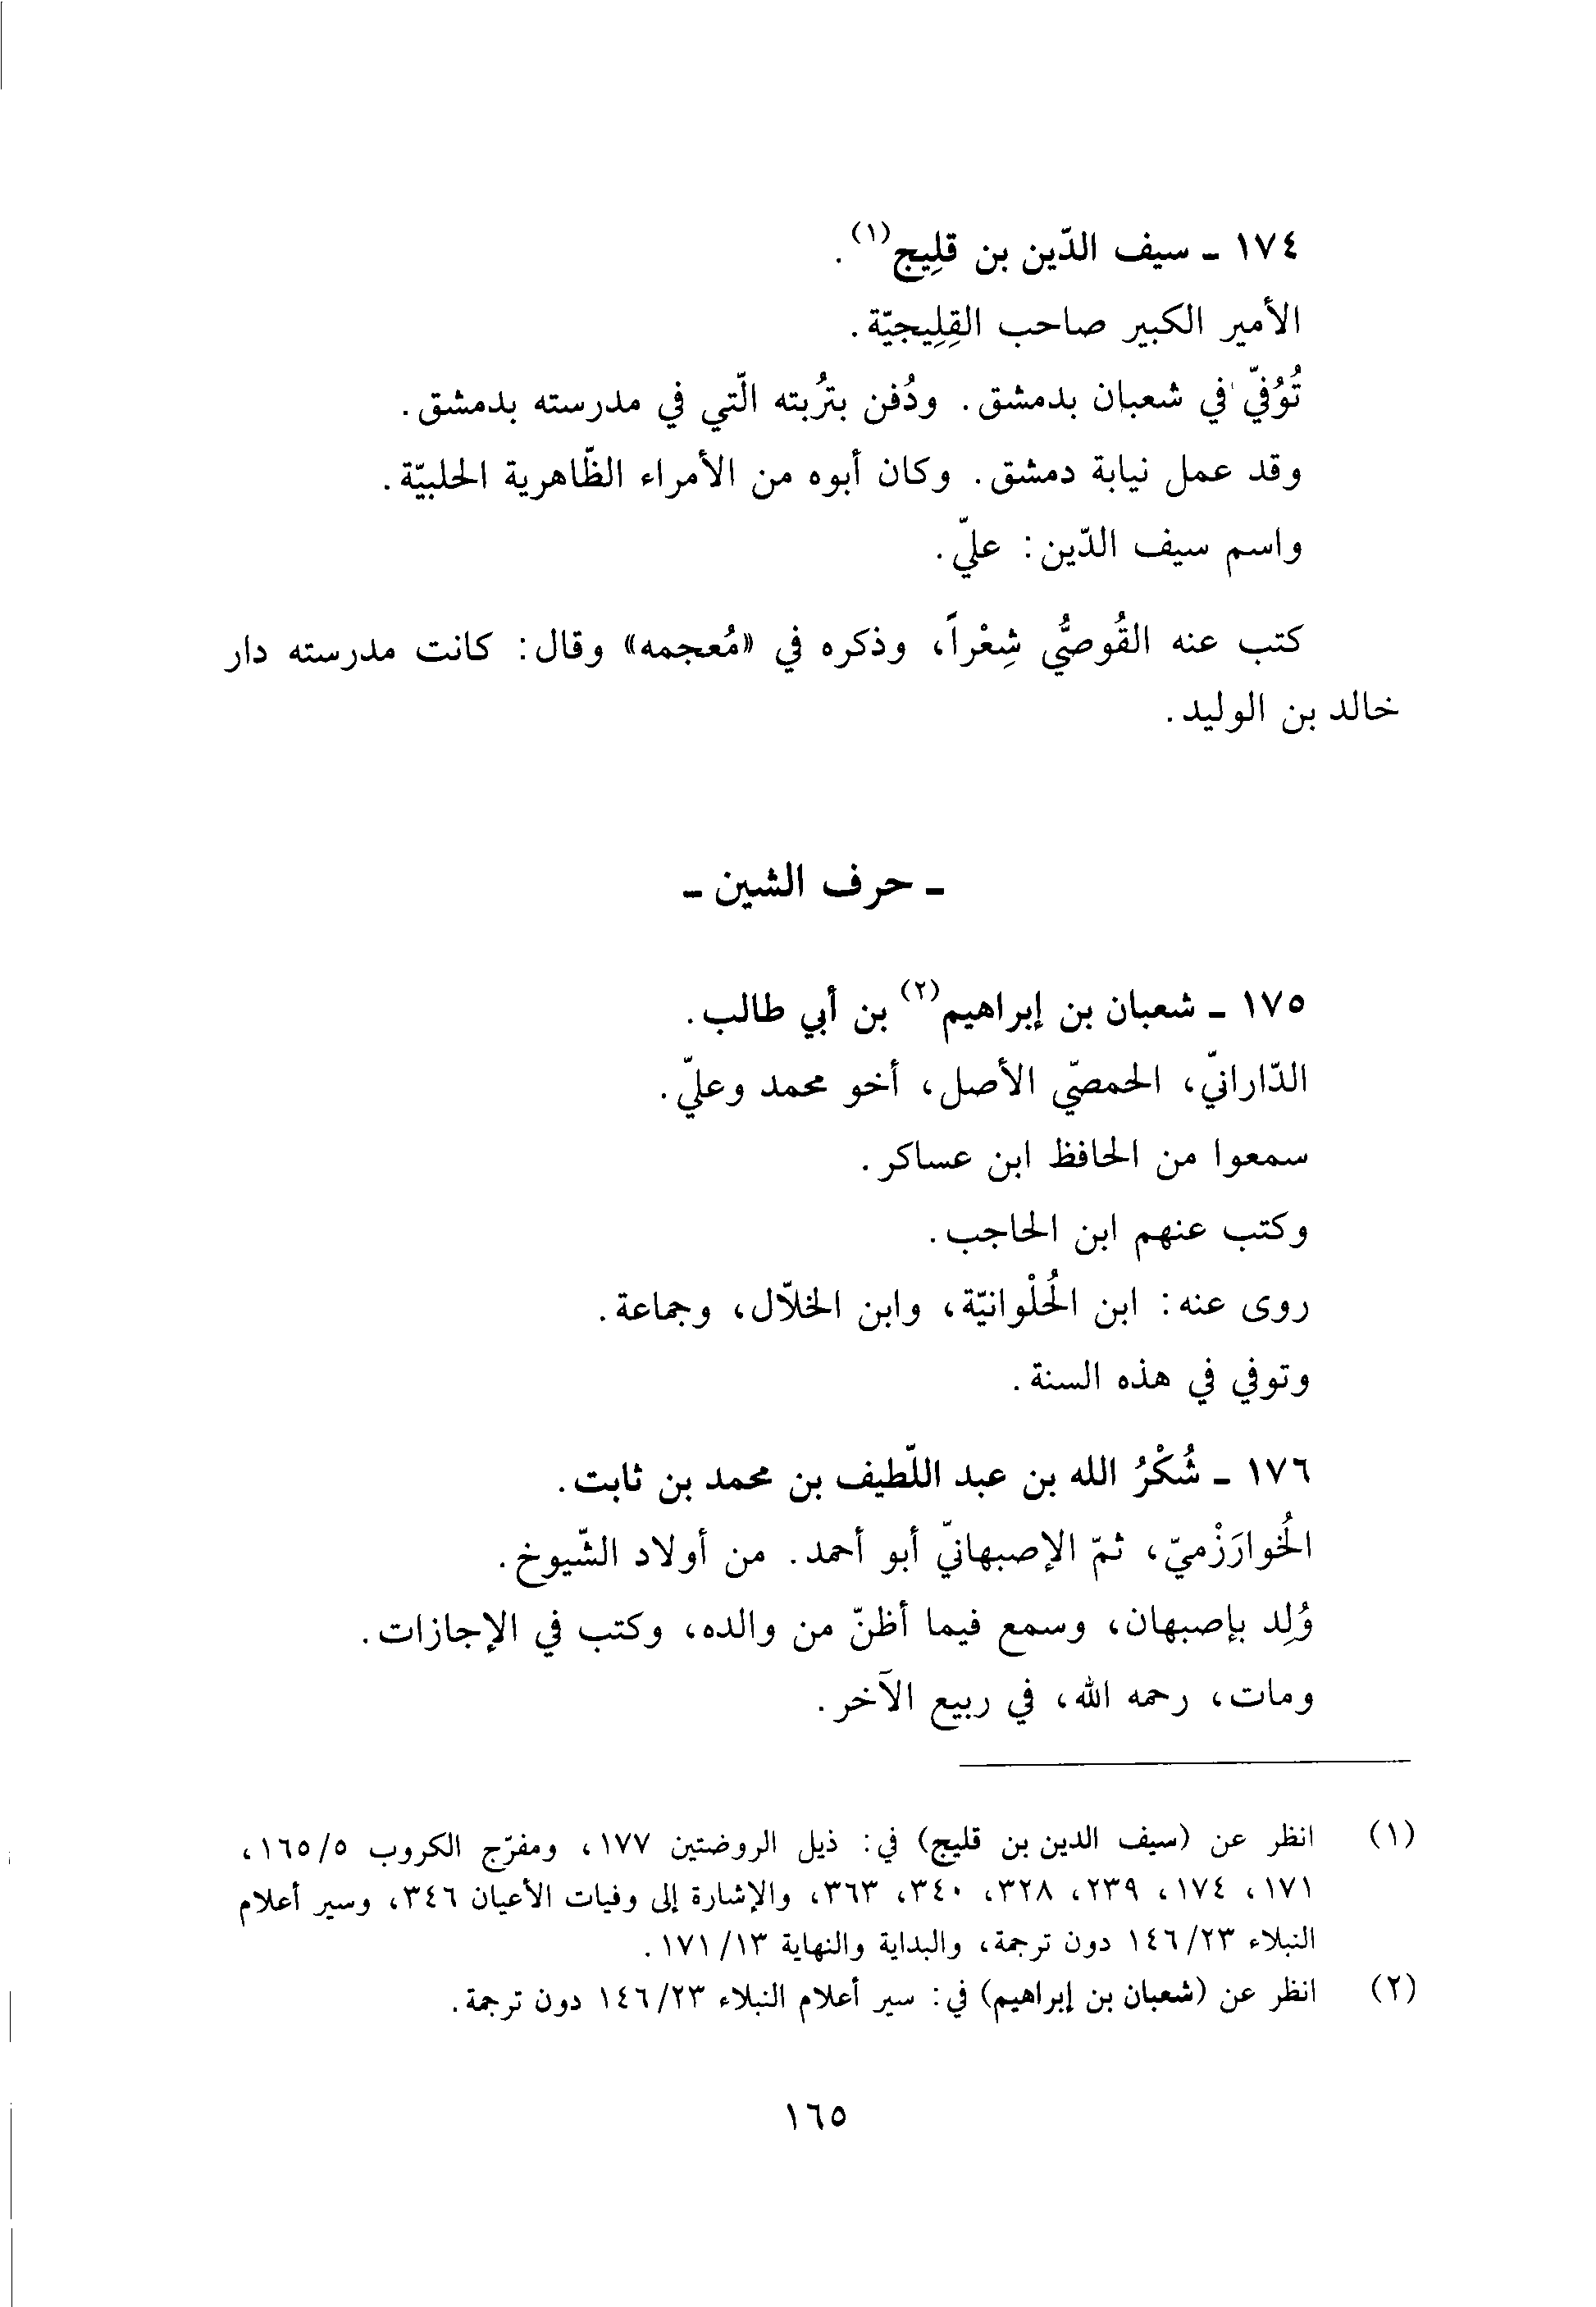 ١٧٤ - سيف الدّين بن قلِيج(١).
الأمير الكبير صاحب القِلِيجيّة.
تُوُفيّ في شعبان بدمشق. ودُفن بتُربته الّتي في مدرسته بدمشق.
وقد عمل نيابة دمشق. وكان أبوه من الأمراء الظّاهرية الحلبيّة.
واسم سيف الدّين: عليّ.
كتب عنه القُوصيُّ شِعْراً، وذكره في «مُعجمه» وقال: كانت مدرسته دار
خالد بن الوليد.
- حرف الشين -
١٧٥ - شعبان بن إبراهيم(٢) بن أبي طالب.
الدّارانيّ، الحمصّي الأصل، أخو محمد وعليّ.
سمعوا من الحافظ ابن عساكر.
وكتب عنهم ابن الحاجب.
روى عنه: ابن الحُلْوانيّة، وابن الخلاّل، وجماعة.
وتوفي في هذه السنة.
١٧٦ - شُكْرُ الله بن عبد اللّطيف بن محمد بن ثابت.
الخُوارَزْميّ، ثمّ الإصبهانيّ أبو أحمد. من أولاد الشّيوخ.
وُلِد بإصبهان، وسمع فيما أظنّ من والده، وكتب في الإجازات.
ومات، رحمه الله، في ربيع الآخر.
(١) انظر عن (سيف الدين بن قليج) في: ذيل الروضتين ١٧٧، ومفرّج الكروب ١٦٥/٥،
١٧١، ١٧٤، ٢٣٩، ٣٢٨، ٣٤٠، ٣٦٣، والإشارة إلى وفيات الأعيان ٣٤٦، وسير أعلام
النبلاء ١٤٦/٢٣ دون ترجمة، والبداية والنهاية ١٧١/١٣.
(٢) انظر عن (شعبان بن إبراهيم) في: سير أعلام النبلاء ١٤٦/٢٣ دون ترجمة.
١٦٥